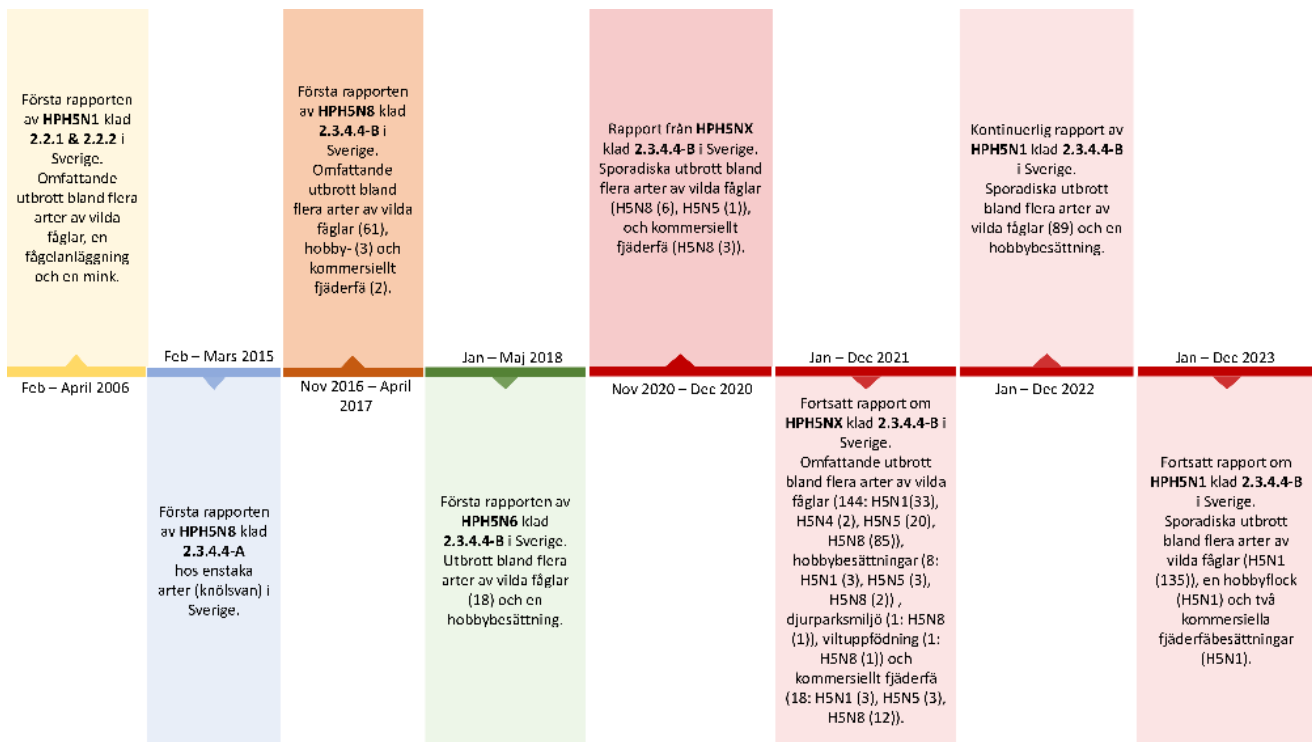 Första rapporten
av HPH5N1 klad
2.2.1 & 2.2.2 i
Sverige.
Omfattande
utbrott bland flera
arter av vilda
fåglar, en
fågelanläggning
och en mink.
Feb – April 2006
Feb – Mars 2015
Första rapporten
av HPH5N8 klad
2.3.4.4-A
hos enstaka
arter (knölsvan) i
Sverige.
Första rapporten
av HPH5N8 klad
2.3.4.4-B i
Sverige.
Omfattande
utbrott bland
flera arter av vilda
fåglar (61),
hobby- (3) och
kommersiellt
fjäderfä (2).
Nov 2016 – April
2017
Jan – Maj 2018
Första rapporten av
HPH5N6 klad
2.3.4.4-B i Sverige.
Utbrott bland flera
arter av vilda fåglar
(18) och en
hobbybesättning.
Rapport från HPH5NX
klad 2.3.4.4-B i Sverige.
Sporadiska utbrott bland
flera arter av vilda fåglar
(H5N8 (6), H5N5 (1)),
och kommersiellt
fjäderfä (H5N8 (3)).
Nov 2020 – Dec 2020
Jan – Dec 2021
Fortsatt rapport om
HPH5NX klad 2.3.4.4-B i
Sverige.
Omfattande utbrott
bland flera arter av vilda
fåglar (144: H5N1(33),
H5N4 (2), H5N5 (20),
H5N8 (85)),
hobbybesättningar (8:
H5N1 (3), H5N5 (3),
H5N8 (2)) ,
djurparksmiljö (1: H5N8
(1)), viltuppfödning (1:
H5N8 (1)) och
kommersiellt fjäderfä
(18: H5N1 (3), H5N5 (3),
H5N8 (12)).
Kontinuerlig rapport av
HPH5N1 klad 2.3.4.4-B
i Sverige.
Sporadiska utbrott
bland flera arter av
vilda fåglar (89) och en
hobbybesättning.
Jan – Dec 2022
Jan – Dec 2023
Fortsatt rapport om
HPH5N1 klad 2.3.4.4-B
i Sverige.
Sporadiska utbrott
bland flera arter av
vilda fåglar (H5N1
(135)), en hobbyflock
(H5N1) och två
kommersiella
fjäderfäbesättningar
(H5N1).